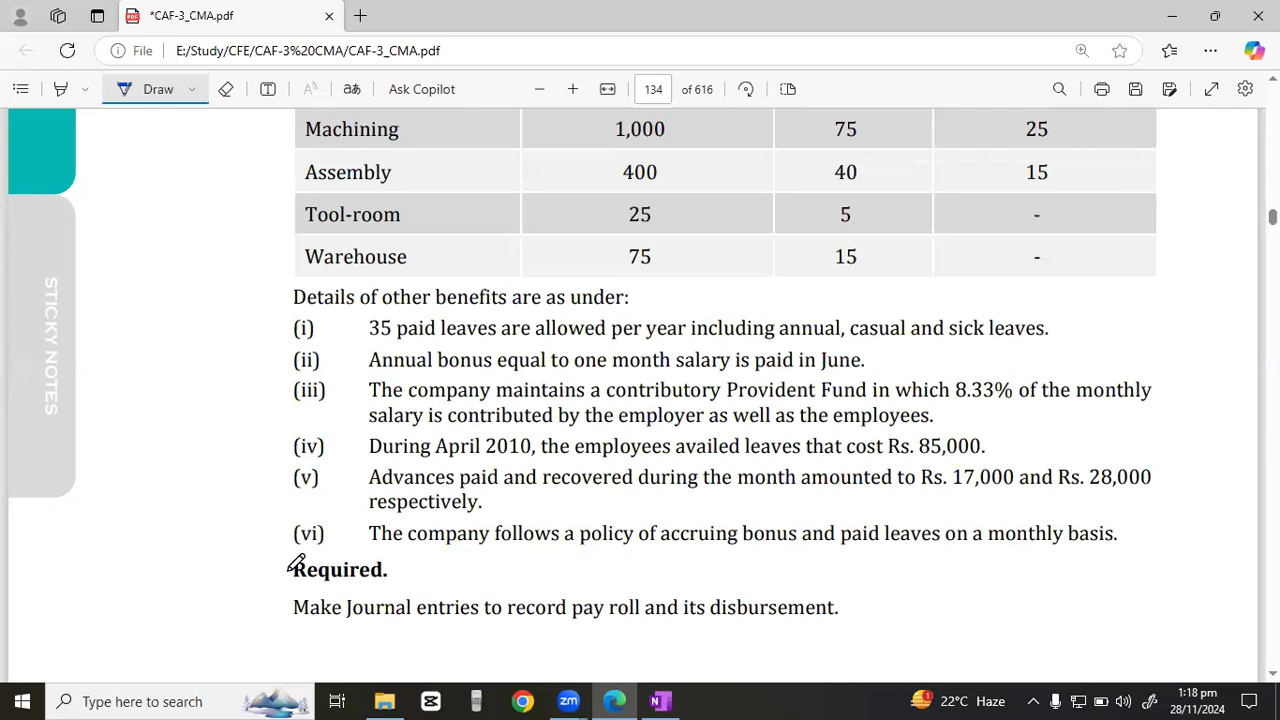 *CAF-3_CMA.pdf
File E:/Study/CFE/CAF-3%20CMA/CAF-3_CMA.pdf
Draw Ask Copilot 134 of 616
Machining 1,000 75 25
Assembly 400 40 15
Tool-room 25 5 -
Warehouse 75 15 -
Details of other benefits are as under:
(i) 35 paid leaves are allowed per year including annual, casual and sick leaves.
(ii) Annual bonus equal to one month salary is paid in June.
(iii) The company maintains a contributory Provident Fund in which 8.33% of the monthly
salary is contributed by the employer as well as the employees.
(iv) During April 2010, the employees availed leaves that cost Rs. 85,000.
(v) Advances paid and recovered during the month amounted to Rs. 17,000 and Rs. 28,000
respectively.
(vi) The company follows a policy of accruing bonus and paid leaves on a monthly basis.
Required.
Make Journal entries to record pay roll and its disbursement.
STICKY NOTES
Type here to search
zm
1
22°C Haze
1:18 pm
28/11/2024